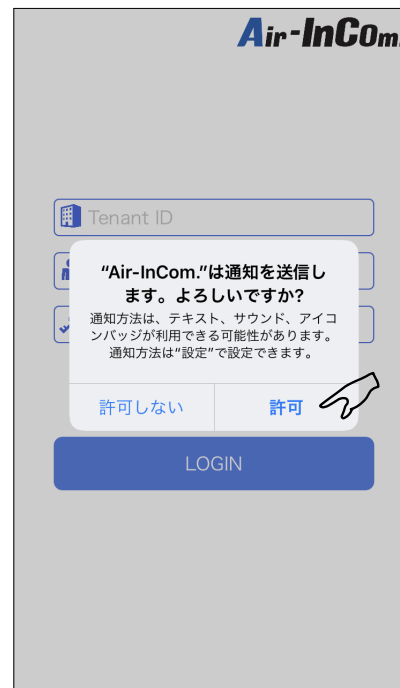 Air-InCom.
Tenant ID
“Air-InCom.”は通知を送信し
ます。よろしいですか?
通知方法は、テキスト、サウンド、アイコ
ンバッジが利用できる可能性があります。
通知方法は“設定”で設定できます。
許可しない
許可
LOGIN